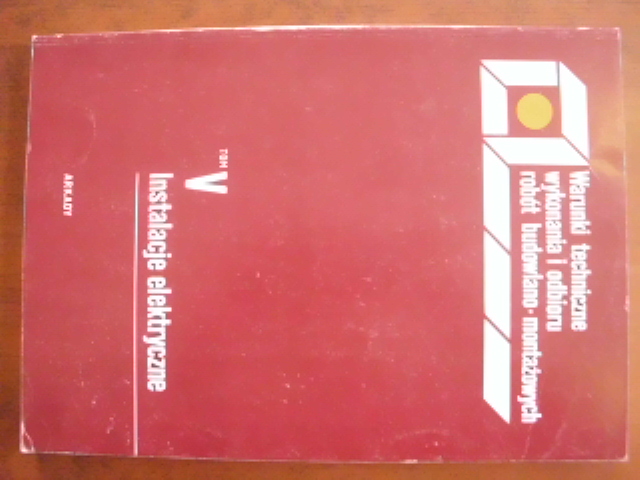 Warunki techniczne
wykonania i odbioru
robót budowlano-montażowych
TOM
V
Instalacje elektryczne
ARKADY